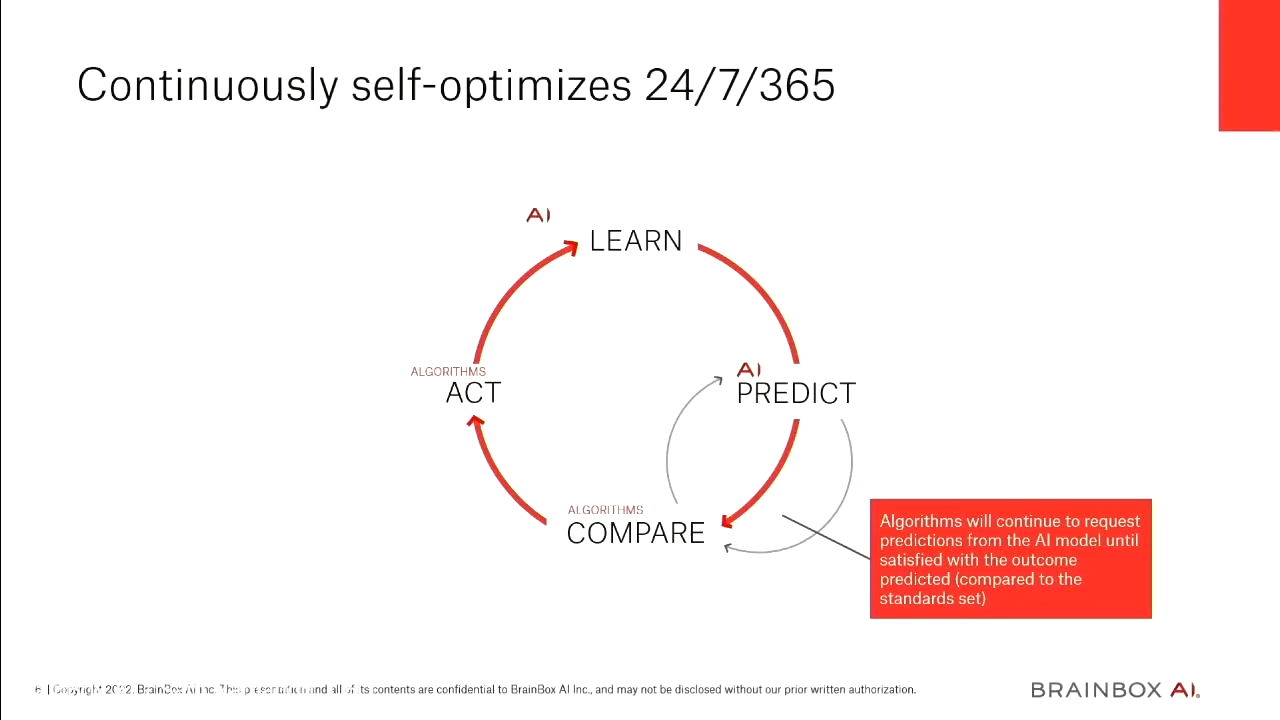 Continuously self-optimizes 24/7/365
AI
LEARN
ALGORITHMS
ACT
AI
PREDICT
ALGORITHMS
COMPARE
Algorithms will continue to request
predictions from the AI model until
satisfied with the outcome
predicted (compared to the
standards set)
6 | Copyright 2022. BrainBox AI Inc. This presentation and all of its contents are confidential to BrainBox AI Inc., and may not be disclosed without our prior written authorization.
BRAINBOX AI.